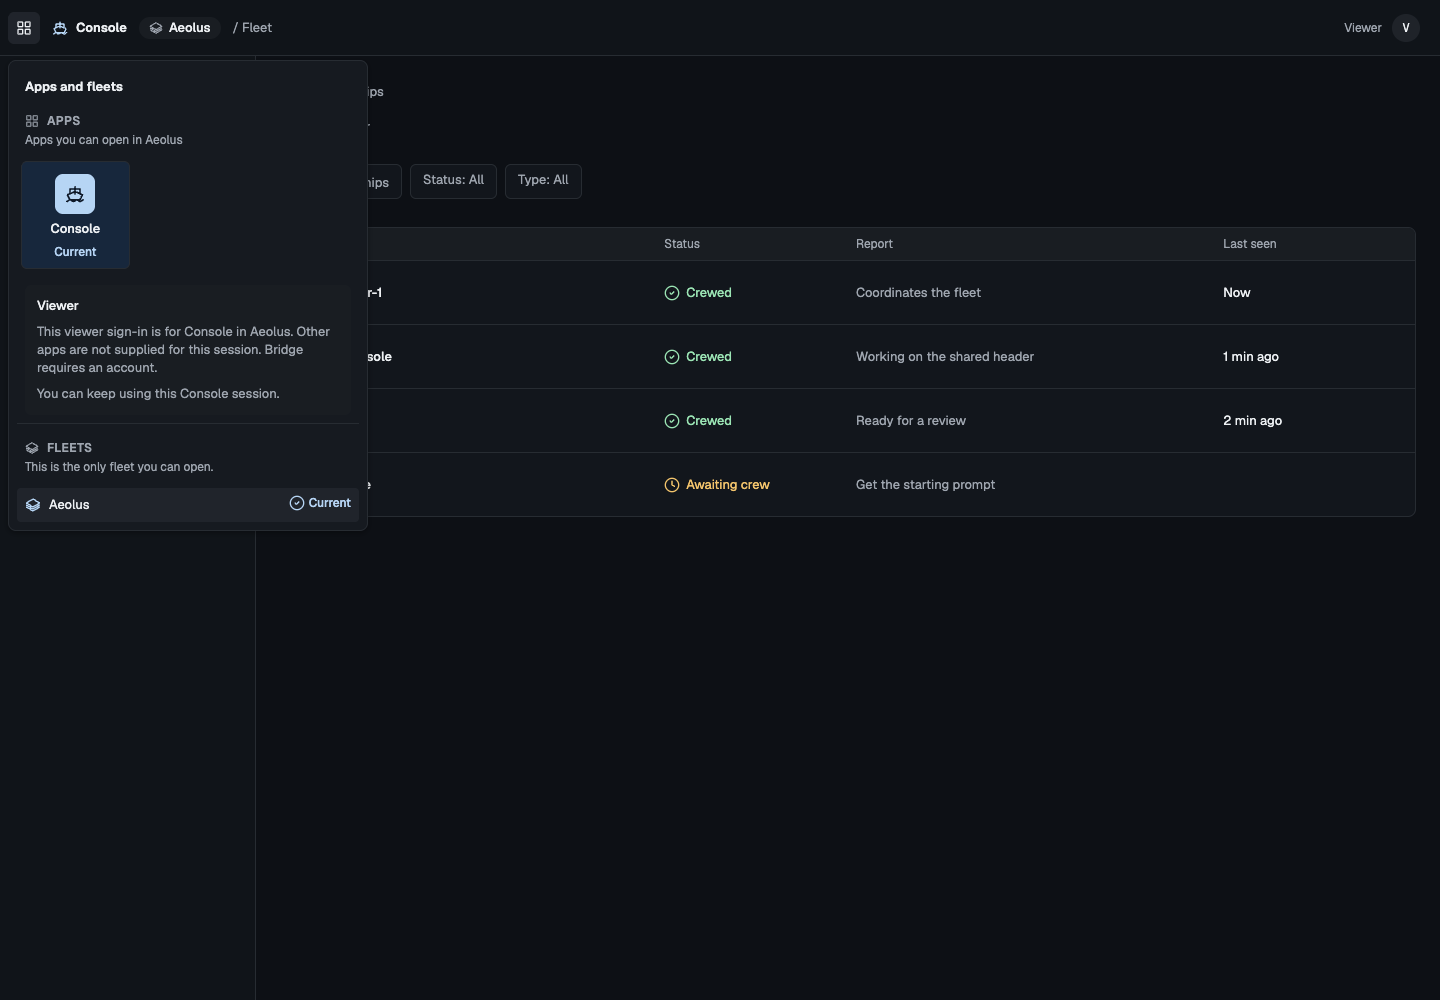 Console
Aeolus
/ Fleet
Viewer
V
Apps and fleets
APPS
Apps you can open in Aeolus
Console
Current
Viewer
This viewer sign-in is for Console in Aeolus. Other
apps are not supplied for this session. Bridge
requires an account.
You can keep using this Console session.
FLEETS
This is the only fleet you can open.
Aeolus
Current
Status: All
Type: All
Status
Report
Last seen
r-1
Crewed
Coordinates the fleet
Now
sole
Crewed
Working on the shared header
1 min ago
Crewed
Ready for a review
2 min ago
Awaiting crew
Get the starting prompt